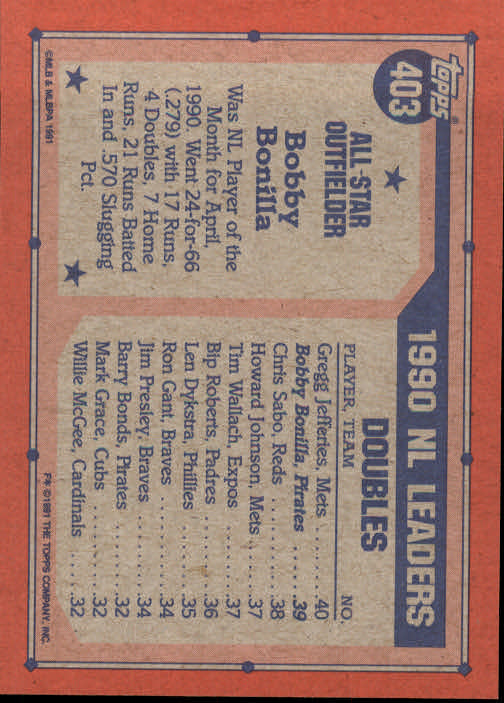 topps
403
ALL-STAR
OUTFIELDER
Bobby
Bonilla
Was NL Player of the
Month for April,
1990. Went 24-for-66
(.279) with 17 Runs,
4 Doubles, 7 Home
Runs, 21 Runs Batted
In and .570 Slugging
Pct.
©MLB & MLBPA 1991
1990 NL LEADERS
DOUBLES
PLAYER, TEAM NO.
Gregg Jefferies, Mets ......40
Bobby Bonilla, Pirates ....39
Chris Sabo, Reds .........38
Howard Johnson, Mets ...37
Tim Wallach, Expos .......37
Bip Roberts, Padres .......36
Len Dykstra, Phillies ......35
Ron Gant, Braves .........34
Jim Presley, Braves .......34
Barry Bonds, Pirates ......32
Mark Grace, Cubs ........32
Willie McGee, Cardinals ...32
F* ©1991 THE TOPPS COMPANY, INC.